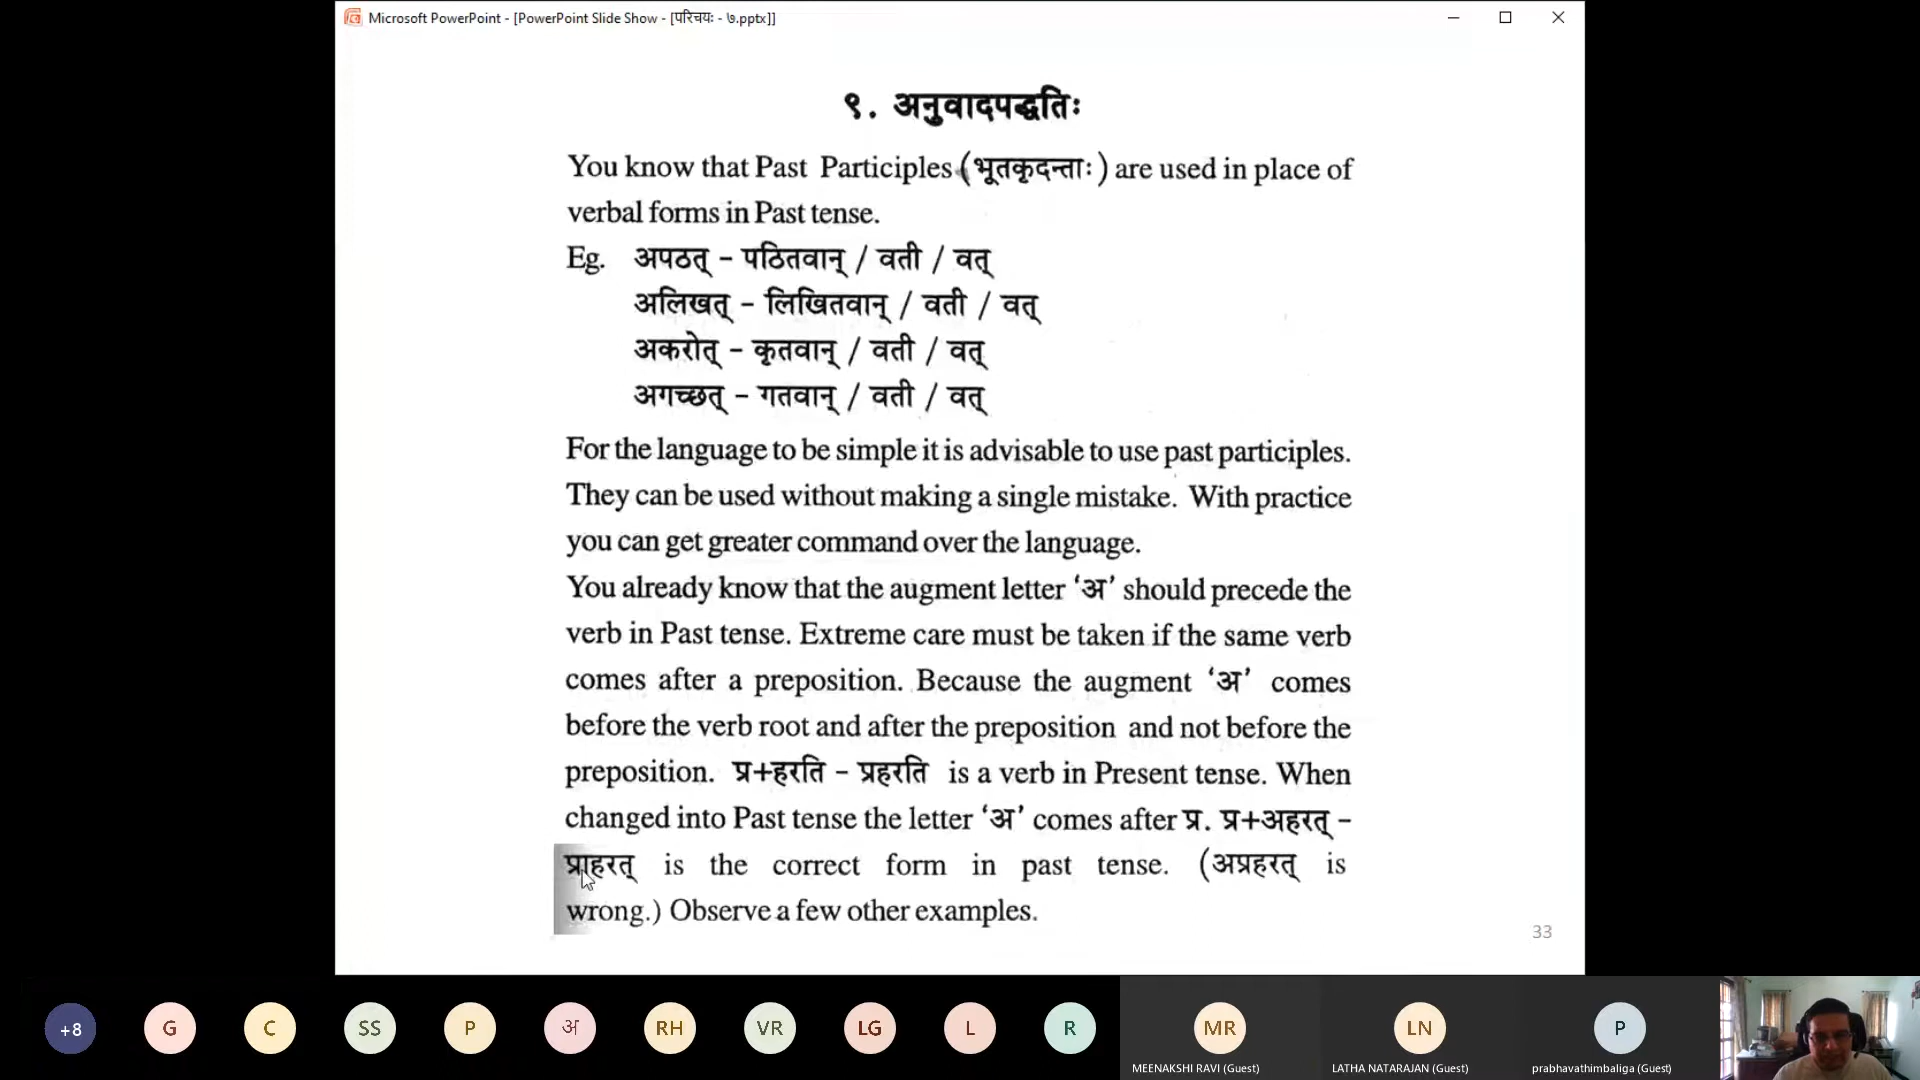 Microsoft PowerPoint - [PowerPoint Slide Show - [परिचयः - ७.pptx]]
९. अनुवादपद्धतिः
You know that Past Participles (भूतकृदन्ताः) are used in place of
verbal forms in Past tense.
Eg. अपठत् - पठितवान् / वती / वत्
अलिखत् - लिखितवान् / वती / वत्
अकरोत् - कृतवान् / वती / वत्
अगच्छत् - गतवान् / वती / वत्
For the language to be simple it is advisable to use past participles.
They can be used without making a single mistake. With practice
you can get greater command over the language.
You already know that the augment letter ‘अ’ should precede the
verb in Past tense. Extreme care must be taken if the same verb
comes after a preposition. Because the augment ‘अ’ comes
before the verb root and after the preposition and not before the
preposition. प्र+हरति - प्रहरति is a verb in Present tense. When
changed into Past tense the letter ‘अ’ comes after प्र. प्र+अहरत् -
प्राहरत् is the correct form in past tense. (अप्रहरत् is
wrong.) Observe a few other examples.
33
+8 G C SS P अ RH VR LG L R MR LN P
MEENAKSHI RAVI (Guest) LATHA NATARAJAN (Guest) prabhavathimbaliga (Guest)